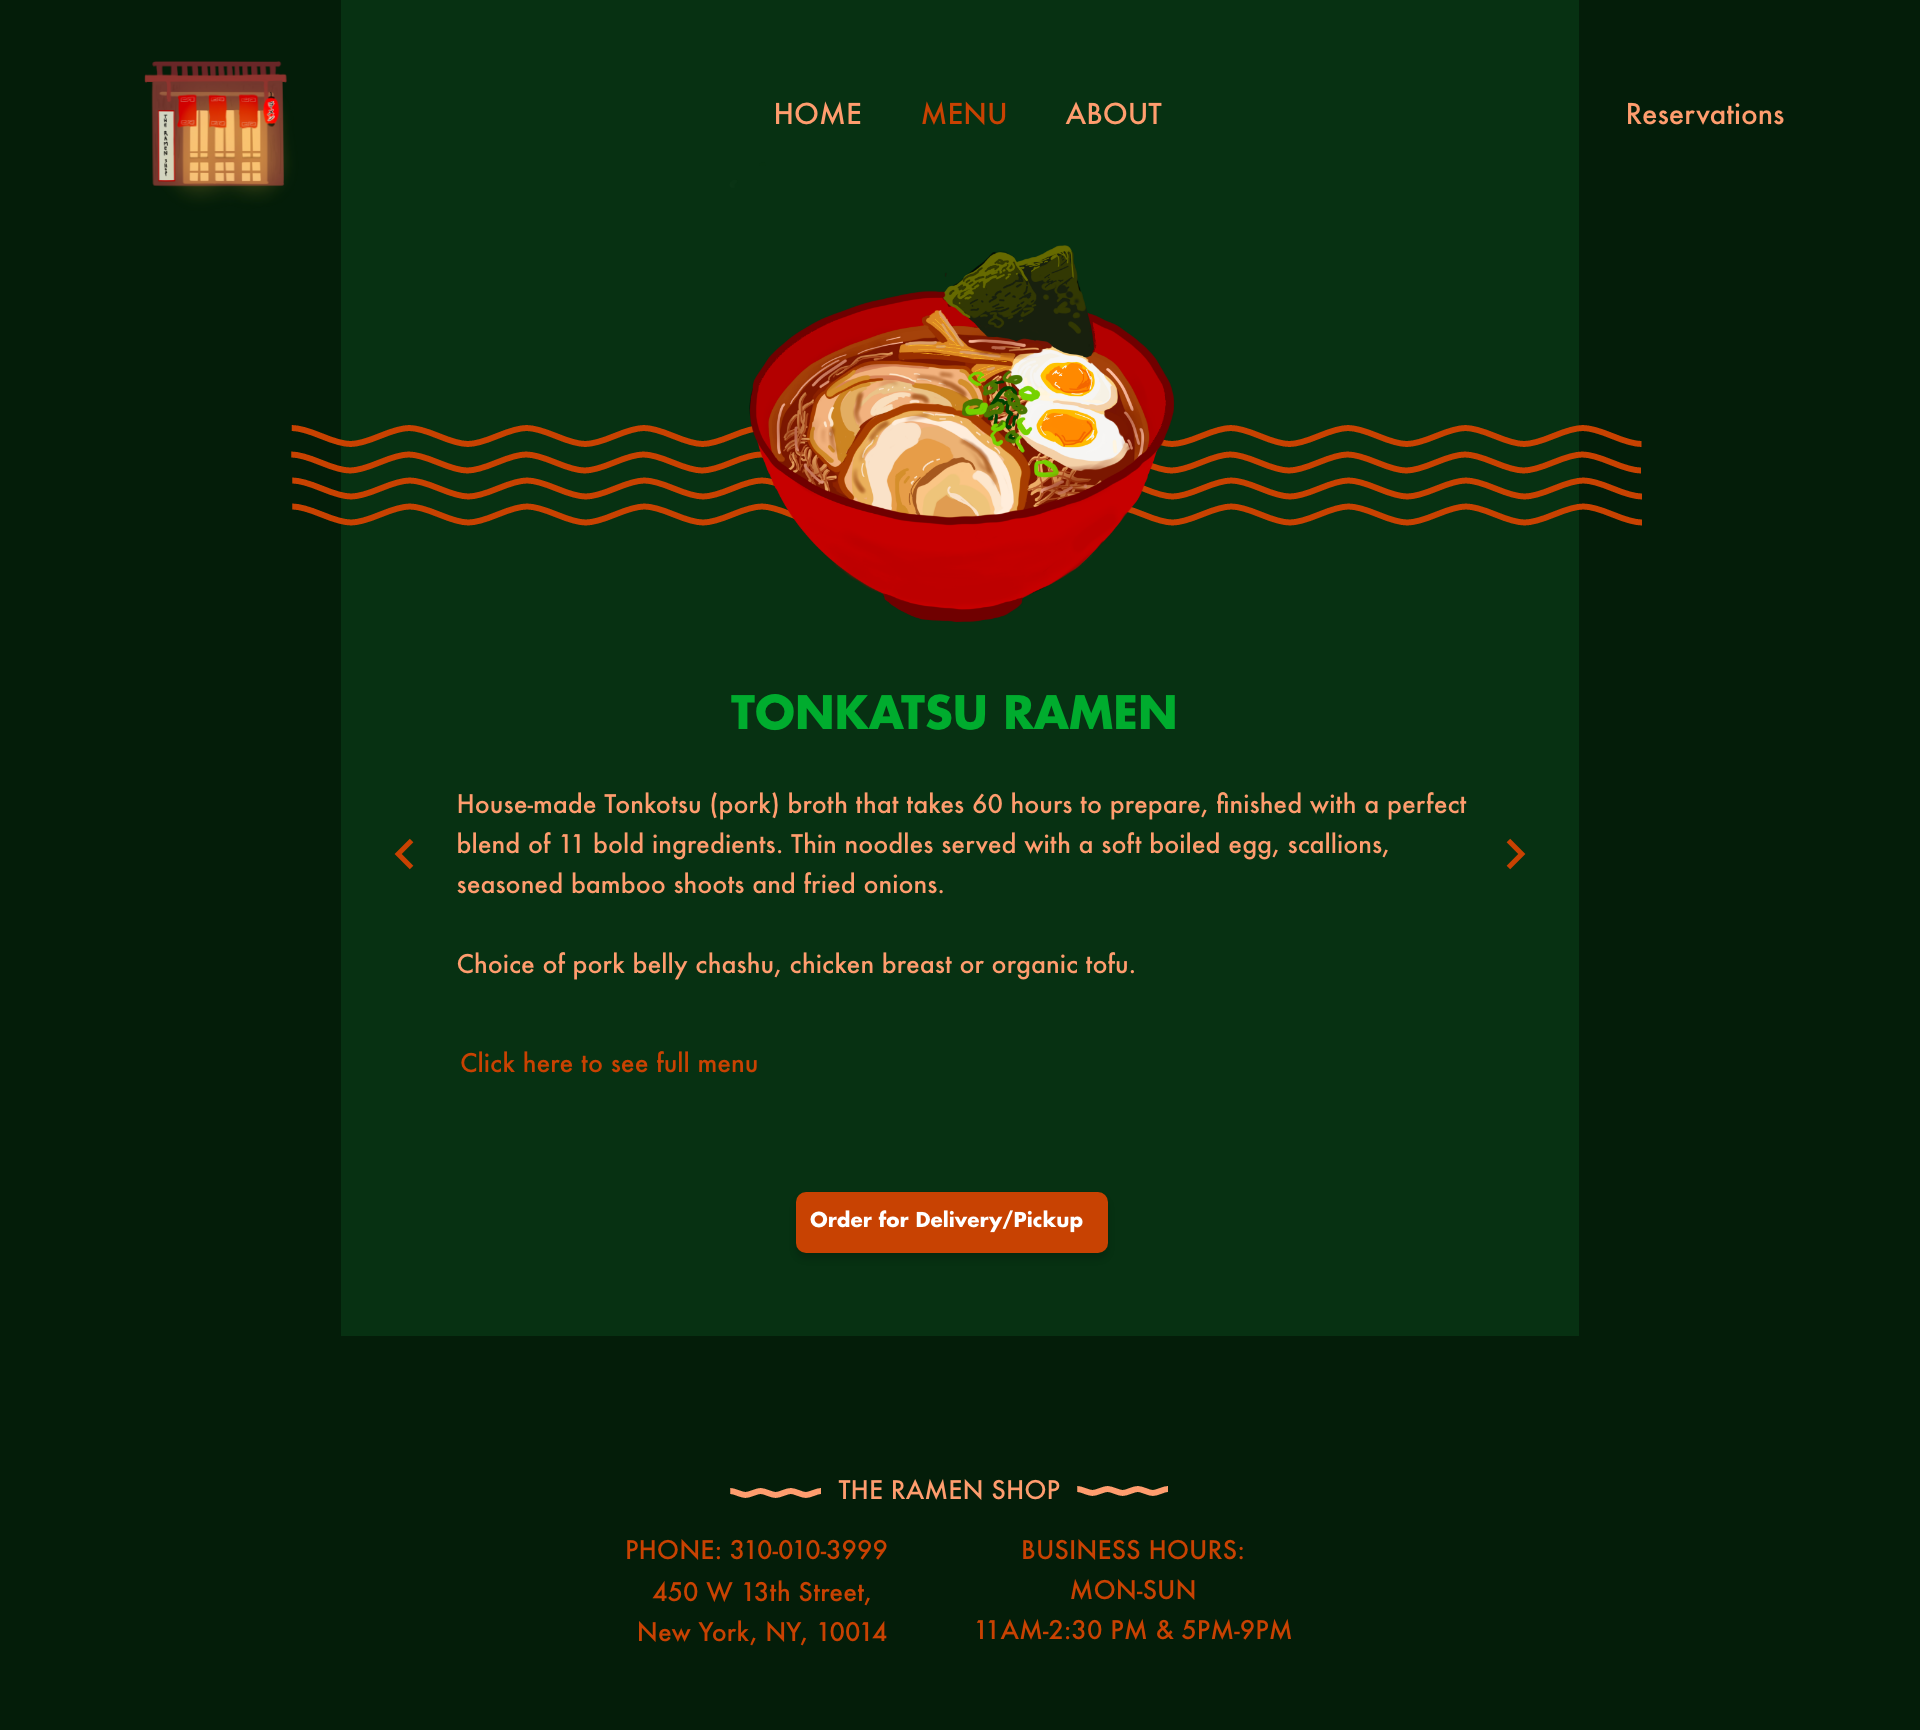 THE RAMEN
HOME
MENU
ABOUT
Reservations
TONKATSU RAMEN
House-made Tonkotsu (pork) broth that takes 60 hours to prepare, finished with a perfect
blend of 11 bold ingredients. Thin noodles served with a soft boiled egg, scallions,
seasoned bamboo shoots and fried onions.
Choice of pork belly chashu, chicken breast or organic tofu.
Click here to see full menu
Order for Delivery/Pickup
THE RAMEN SHOP
PHONE: 310-010-3999
450 W 13th Street,
New York, NY, 10014
BUSINESS HOURS:
MON-SUN
11AM-2:30 PM & 5PM-9PM